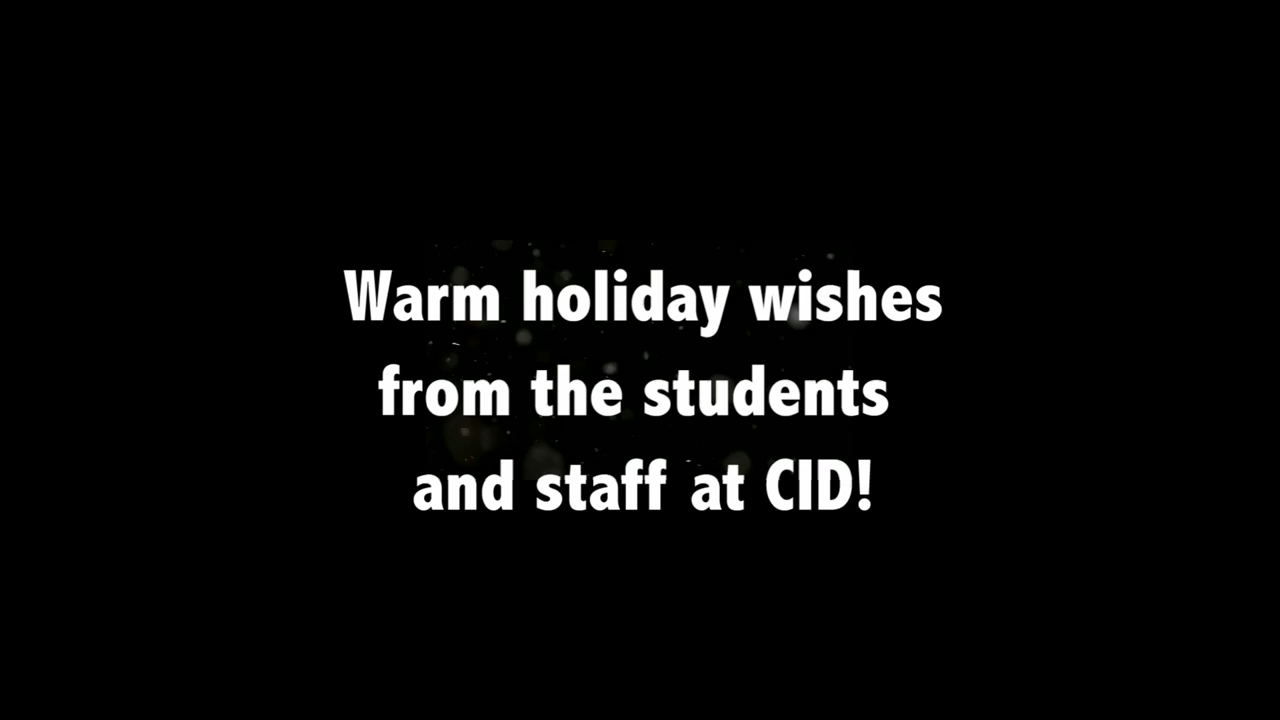 Warm holiday wishes
from the students
and staff at CID!